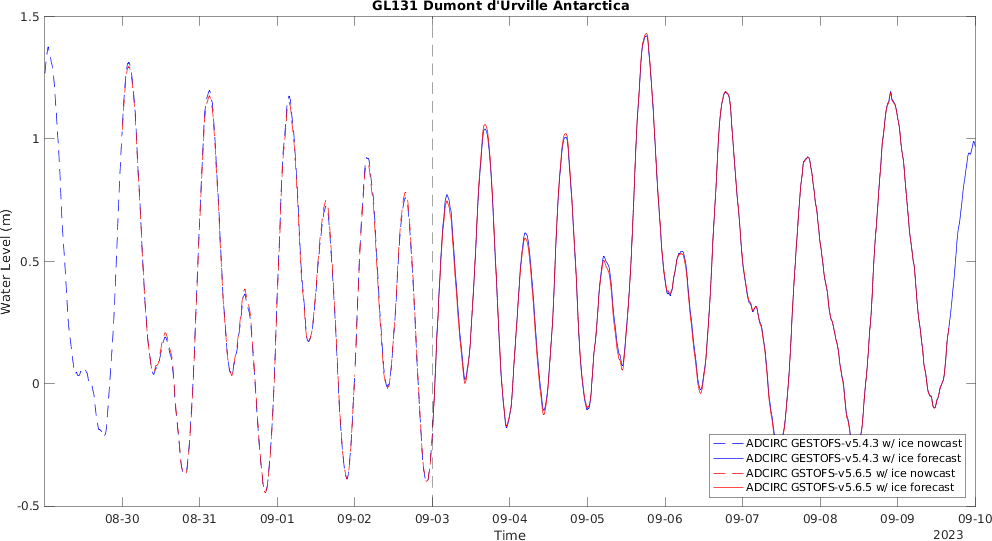 GL131 Dumont d'Urville Antarctica
1.5
1
0.5
0
-0.5
Water Level (m)
ADCIRC GESTOFS-v5.4.3 w/ ice nowcast
ADCIRC GESTOFS-v5.4.3 w/ ice forecast
ADCIRC GSTOFS-v5.6.5 w/ ice nowcast
ADCIRC GSTOFS-v5.6.5 w/ ice forecast
08-30 08-31 09-01 09-02 09-03 09-04 09-05 09-06 09-07 09-08 09-09 09-10
Time
2023